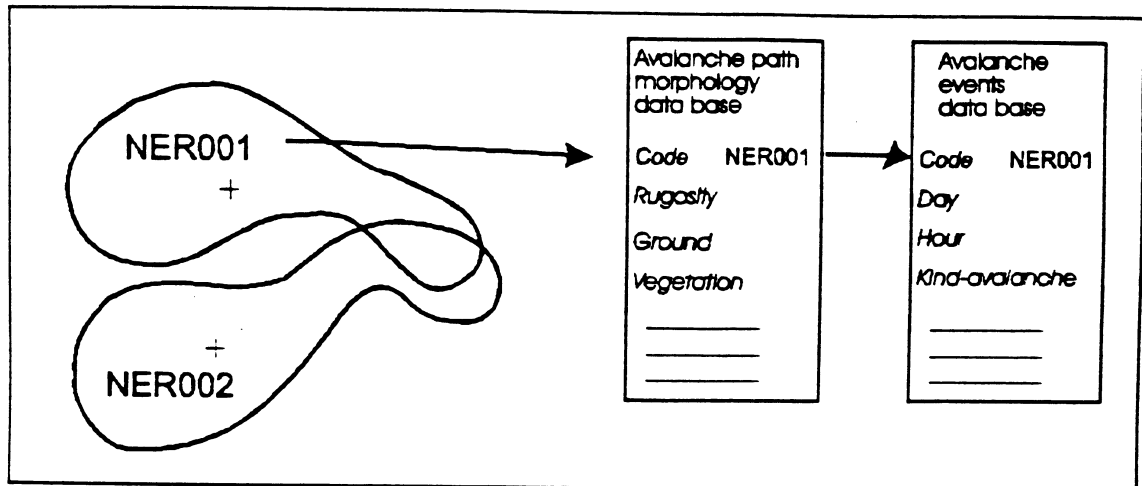 NER001
NER002
Avalanche path
morphology
data base
Code NER001
Rugosity
Ground
Vegetation
Avalanche
events
data base
Code NER001
Day
Hour
Kind-avalanche